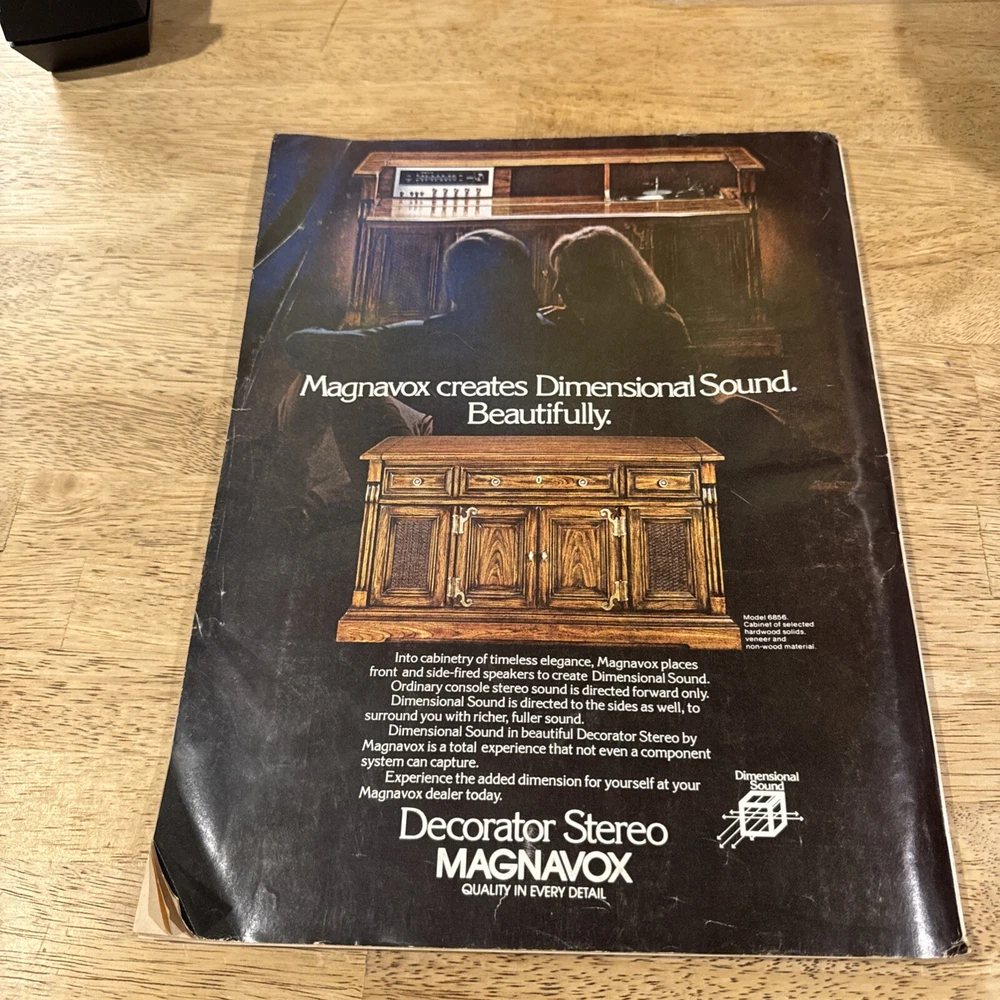 Magnavox creates Dimensional Sound.
Beautifully.
Model 6856.
Cabinet of selected
hardwood solids,
veneer and
non-wood material.
Into cabinetry of timeless elegance, Magnavox places
front and side-fired speakers to create Dimensional Sound.
Ordinary console stereo sound is directed forward only.
Dimensional Sound is directed to the sides as well, to
surround you with richer, fuller sound.
Dimensional Sound in beautiful Decorator Stereo by
Magnavox is a total experience that not even a component
system can capture.
Experience the added dimension for yourself at your
Magnavox dealer today.
Dimensional
Sound
Decorator Stereo
MAGNAVOX
QUALITY IN EVERY DETAIL